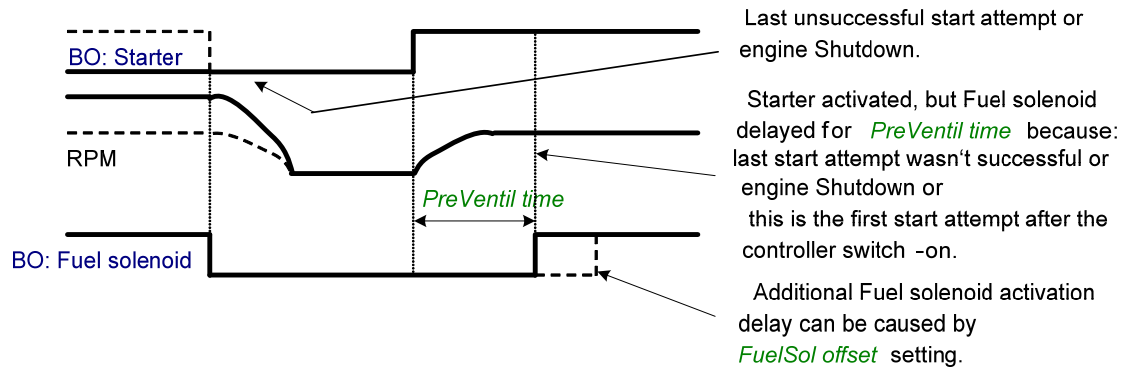 BO: Starter
RPM
PreVentil time
BO: Fuel solenoid
Last unsuccessful start attempt or
engine Shutdown.
Starter activated, but Fuel solenoid
delayed for PreVentil time because:
last start attempt wasn‘t successful or
engine Shutdown or
this is the first start attempt after the
controller switch -on.
Additional Fuel solenoid activation
delay can be caused by
FuelSol offset setting.